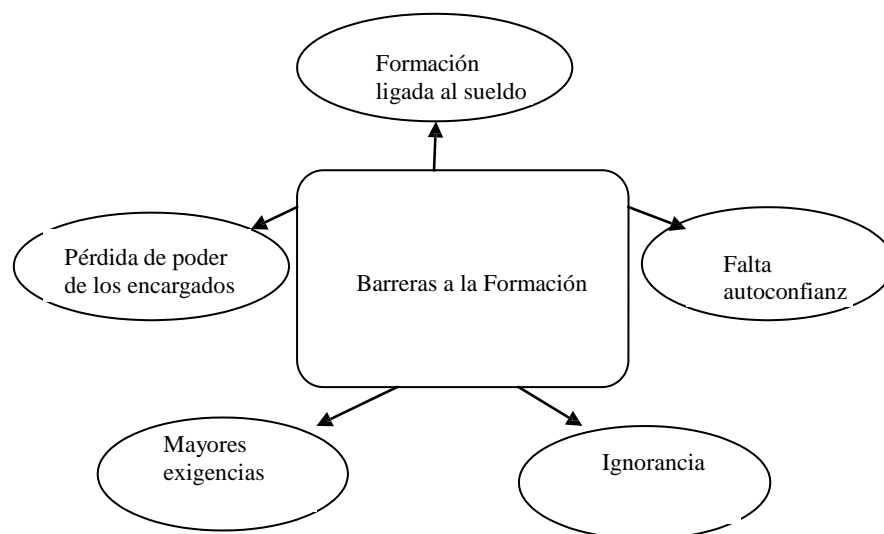 Formación
ligada al sueldo
Pérdida de poder
de los encargados
Barreras a la Formación
Falta
autoconfianz
Mayores
exigencias
Ignorancia